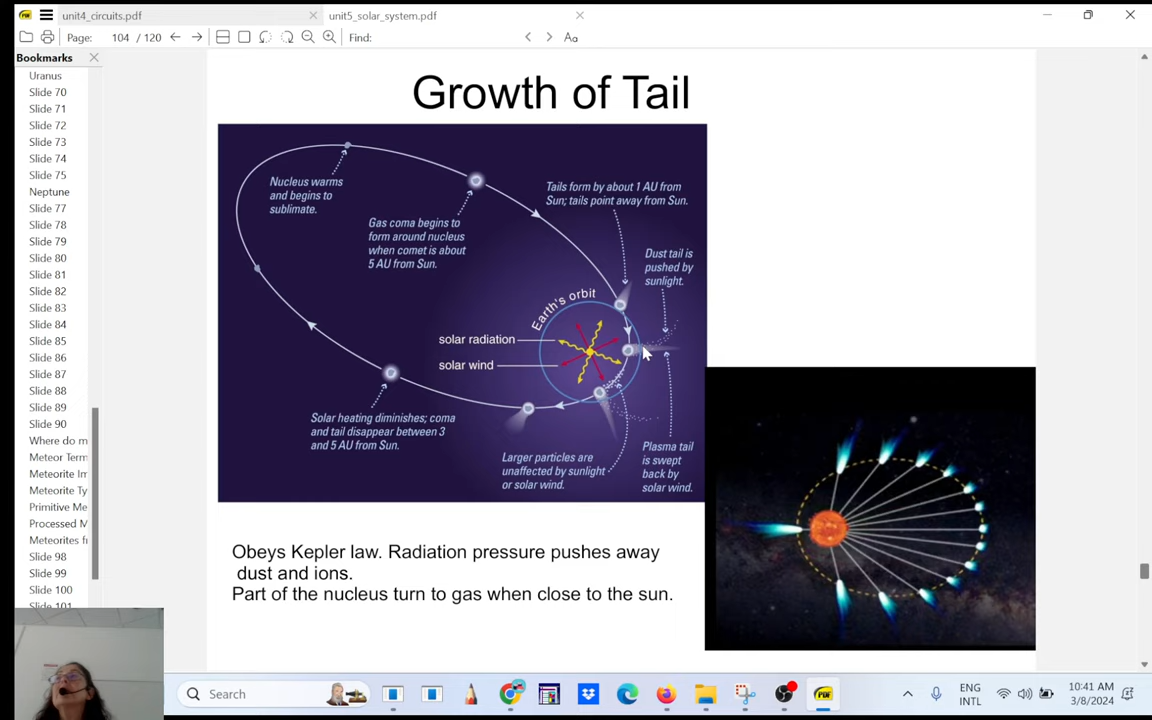 unit4_circuits.pdf
unit5_solar_system.pdf
Page: 104 / 120
Find:
Aa
Bookmarks
Uranus
Slide 70
Slide 71
Slide 72
Slide 73
Slide 74
Slide 75
Neptune
Slide 77
Slide 78
Slide 79
Slide 80
Slide 81
Slide 82
Slide 83
Slide 84
Slide 85
Slide 86
Slide 87
Slide 88
Slide 89
Slide 90
Where do m
Meteor Term
Meteorite Im
Meteorite Ty
Primitive Me
Processed M
Meteorites fr
Slide 98
Slide 99
Slide 100
Slide 101
Growth of Tail
Nucleus warms
and begins to
sublimate.
Gas coma begins to
form around nucleus
when comet is about
5 AU from Sun.
Tails form by about 1 AU from
Sun; tails point away from Sun.
Dust tail is
pushed by
sunlight.
Earth's orbit
solar radiation
solar wind
Solar heating diminishes; coma
and tail disappear between 3
and 5 AU from Sun.
Larger particles are
unaffected by sunlight
or solar wind.
Plasma tail
is swept
back by
solar wind.
Obeys Kepler law. Radiation pressure pushes away
dust and ions.
Part of the nucleus turn to gas when close to the sun.
Search
PDF
ENG
INTL
10:41 AM
3/8/2024